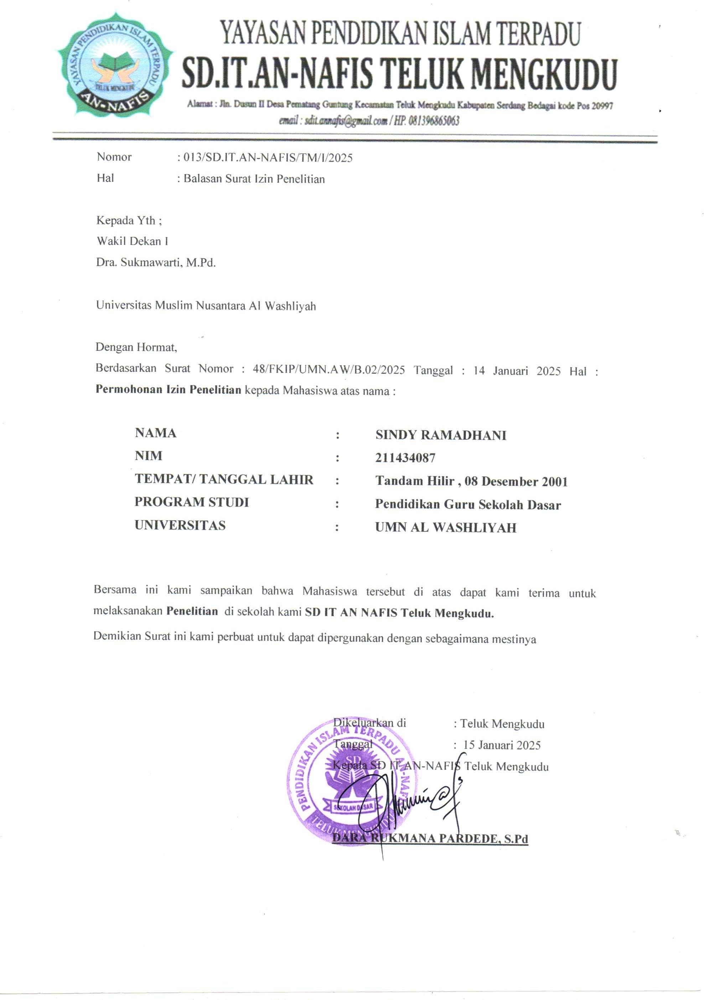 YAYASAN PENDIDIKAN ISLAM TERPADU
TELUK MENGKUDU
AN-NAFIS
YAYASAN PENDIDIKAN ISLAM TERPADU
SD.IT.AN-NAFIS TELUK MENGKUDU
Alamat : Jln. Dusun II Desa Pematang Guntung Kecamatan Teluk Mengkudu Kabupaten Serdang Bedagai kode Pos 20997
email : sdit.annafis@gmail.com / HP. 081396865063
Nomor : 013/SD.IT.AN-NAFIS/TM/I/2025
Hal : Balasan Surat Izin Penelitian
Kepada Yth ;
Wakil Dekan I
Dra. Sukmawarti, M.Pd.
Universitas Muslim Nusantara Al Washliyah
Dengan Hormat,
Berdasarkan Surat Nomor : 48/FKIP/UMN.AW/B.02/2025 Tanggal : 14 Januari 2025 Hal :
Permohonan Izin Penelitian kepada Mahasiswa atas nama :
NAMA : SINDY RAMADHANI
NIM : 211434087
TEMPAT/ TANGGAL LAHIR : Tandam Hilir , 08 Desember 2001
PROGRAM STUDI : Pendidikan Guru Sekolah Dasar
UNIVERSITAS : UMN AL WASHLIYAH
Bersama ini kami sampaikan bahwa Mahasiswa tersebut di atas dapat kami terima untuk
melaksanakan Penelitian di sekolah kami SD IT AN NAFIS Teluk Mengkudu.
Demikian Surat ini kami perbuat untuk dapat dipergunakan dengan sebagaimana mestinya
Dikeluarkan di : Teluk Mengkudu
Tanggal : 15 Januari 2025
Kepala SD IT AN-NAFIS Teluk Mengkudu
PENDIDIKAN ISLAM TERPADU AN-NAFIS
SD
SEKOLAH DASAR
TELUK MENGKUDU
DARA RUKMANA PARDEDE, S.Pd